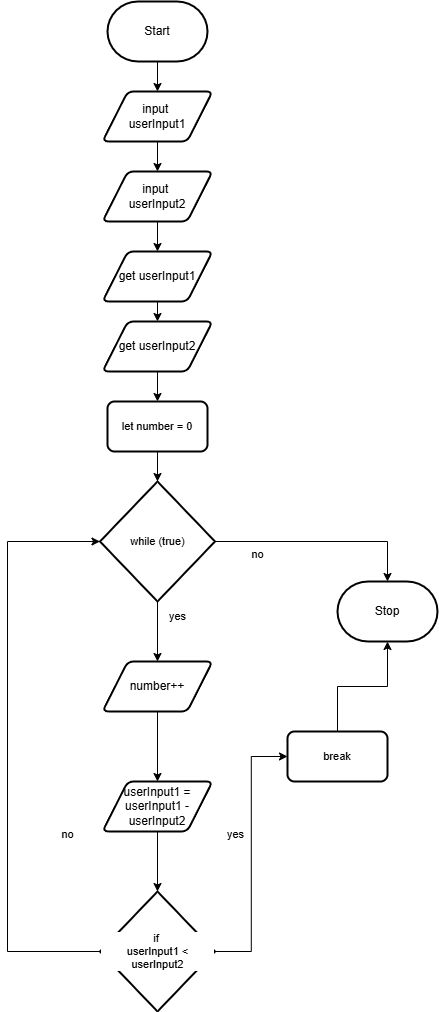 Start
input
userInput1
input
userInput2
get userInput1
get userInput2
let number = 0
while (true)
no
Stop
yes
number++
break
userInput1 =
userInput1 -
userInput2
no
yes
if
userInput1 <
userInput2